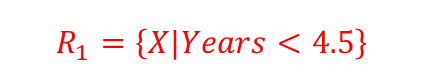 R₁ = {X|Years < 4.5}